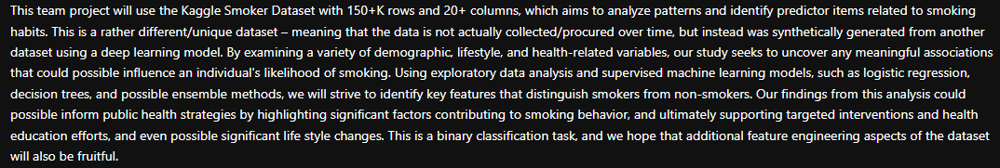 This team project will use the Kaggle Smoker Dataset with 150+K rows and 20+ columns, which aims to analyze patterns and identify predictor items related to smoking
habits. This is a rather different/unique dataset – meaning that the data is not actually collected/procured over time, but instead was synthetically generated from another
dataset using a deep learning model. By examining a variety of demographic, lifestyle, and health-related variables, our study seeks to uncover any meaningful associations
that could possible influence an individual's likelihood of smoking. Using exploratory data analysis and supervised machine learning models, such as logistic regression,
decision trees, and possible ensemble methods, we will strive to identify key features that distinguish smokers from non-smokers. Our findings from this analysis could
possible inform public health strategies by highlighting significant factors contributing to smoking behavior, and ultimately supporting targeted interventions and health
education efforts, and even possible significant life style changes. This is a binary classification task, and we hope that additional feature engineering aspects of the dataset
will also be fruitful.